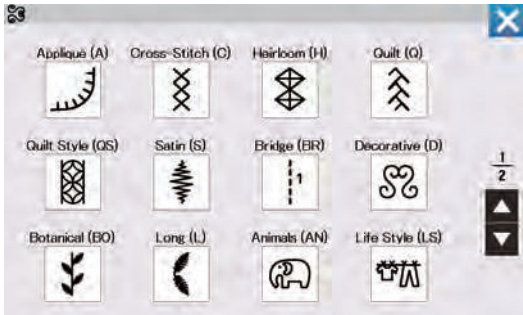 Appliqué (A) Cross-Stitch (C) Heirloom (H) Quilt (Q)
Quilt Style (QS) Satin (S) Bridge (BR) Decorative (D)
1
1
2
Botanical (BO) Long (L) Animals (AN) Life Style (LS)